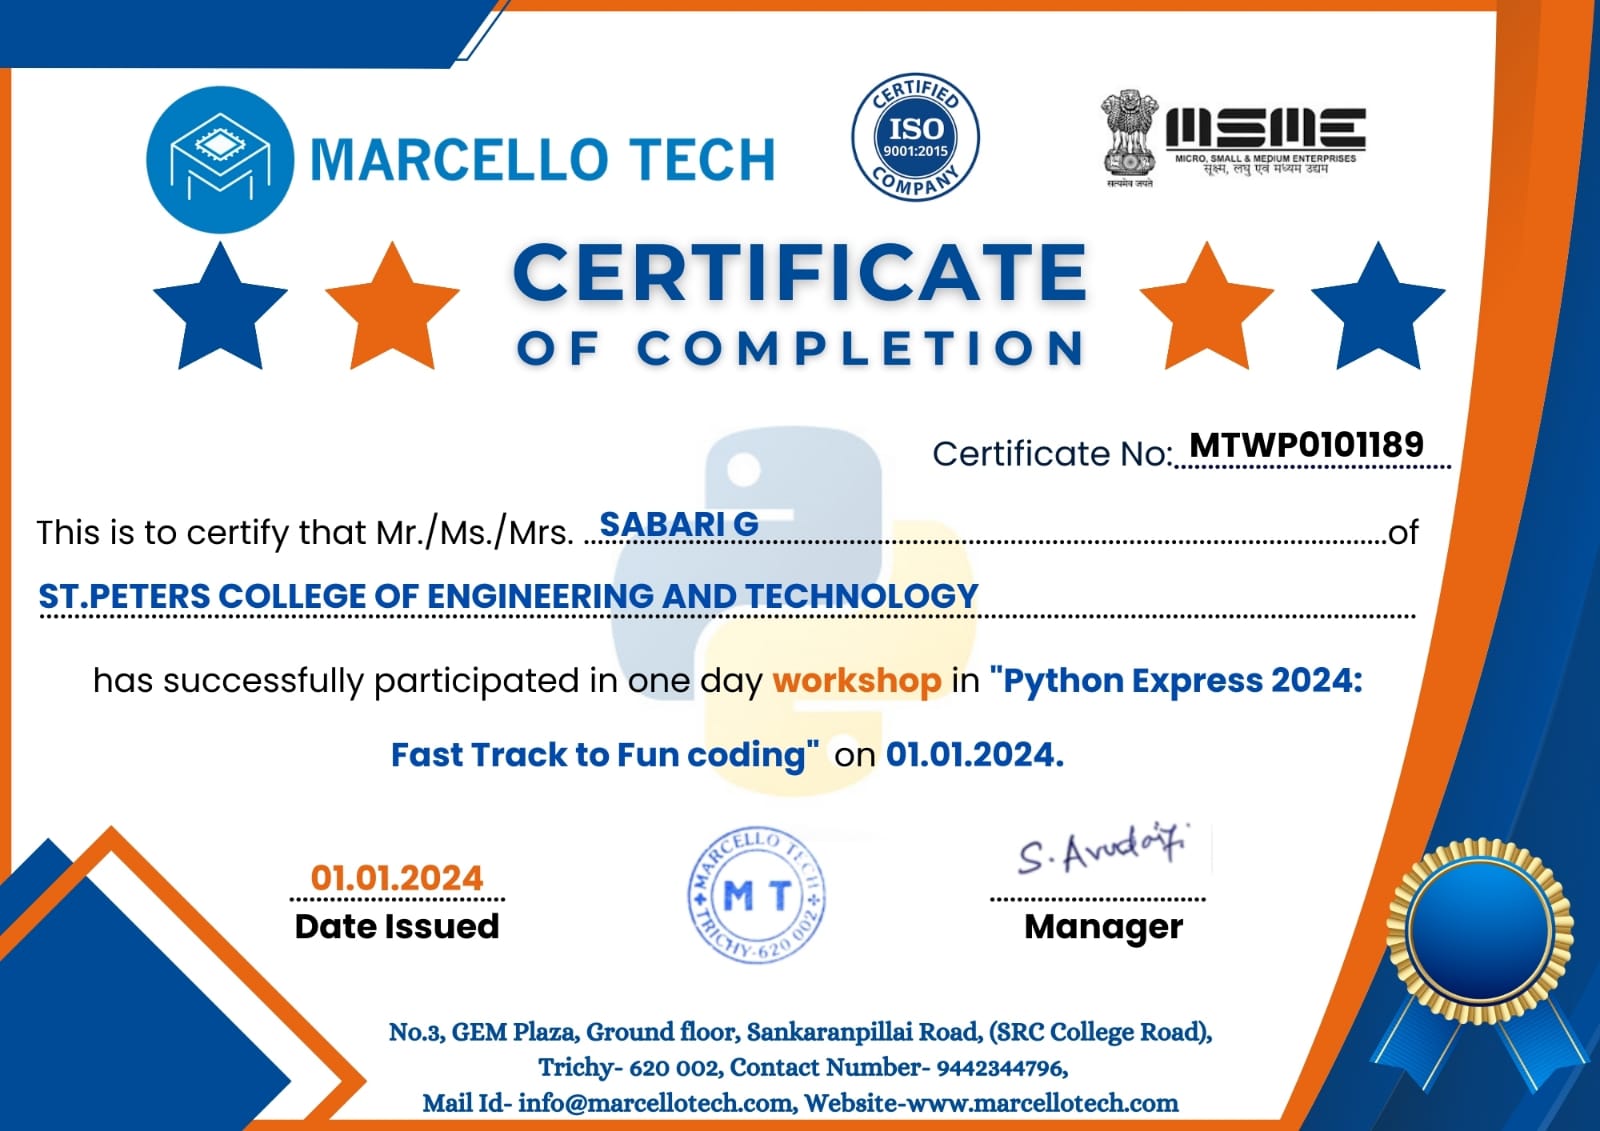 MARCELLO TECH
CERTIFIED
ISO
9001:2015
COMPANY
सत्यमेव जयते
MSME
MICRO, SMALL & MEDIUM ENTERPRISES
सूक्ष्म, लघु एवं मध्यम उद्यम
CERTIFICATE
OF COMPLETION
Certificate No: MTWP0101189
This is to certify that Mr./Ms./Mrs. SABARI G of
ST.PETERS COLLEGE OF ENGINEERING AND TECHNOLOGY
has successfully participated in one day workshop in "Python Express 2024:
Fast Track to Fun coding" on 01.01.2024.
01.01.2024
Date Issued
MARCELLO TECH
M T
TRICHY-620 002
S. Avudaiji
Manager
No.3, GEM Plaza, Ground floor, Sankaranpillai Road, (SRC College Road),
Trichy- 620 002, Contact Number- 9442344796,
Mail Id- info@marcellotech.com, Website-www.marcellotech.com